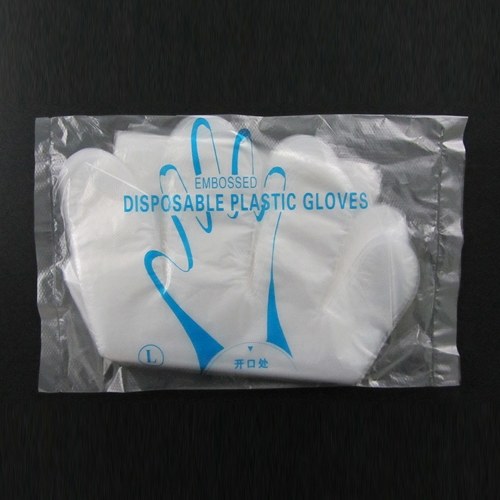 EMBOSSED
DISPOSABLE PLASTIC GLOVES
L
开口处